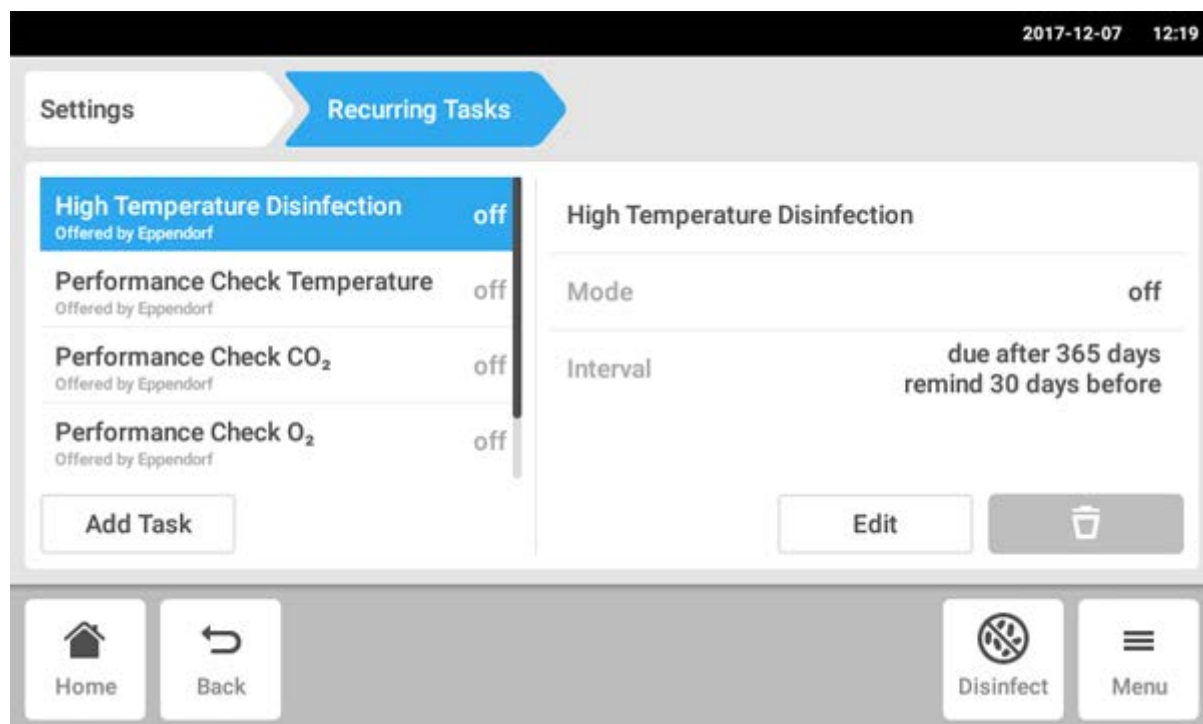 2017-12-07 12:19
Settings
Recurring Tasks
High Temperature Disinfection off
Offered by Eppendorf
Performance Check Temperature off
Offered by Eppendorf
Performance Check CO₂ off
Offered by Eppendorf
Performance Check O₂ off
Offered by Eppendorf
Add Task
High Temperature Disinfection
Mode off
Interval due after 365 days
remind 30 days before
Edit
Home
Back
Disinfect
Menu